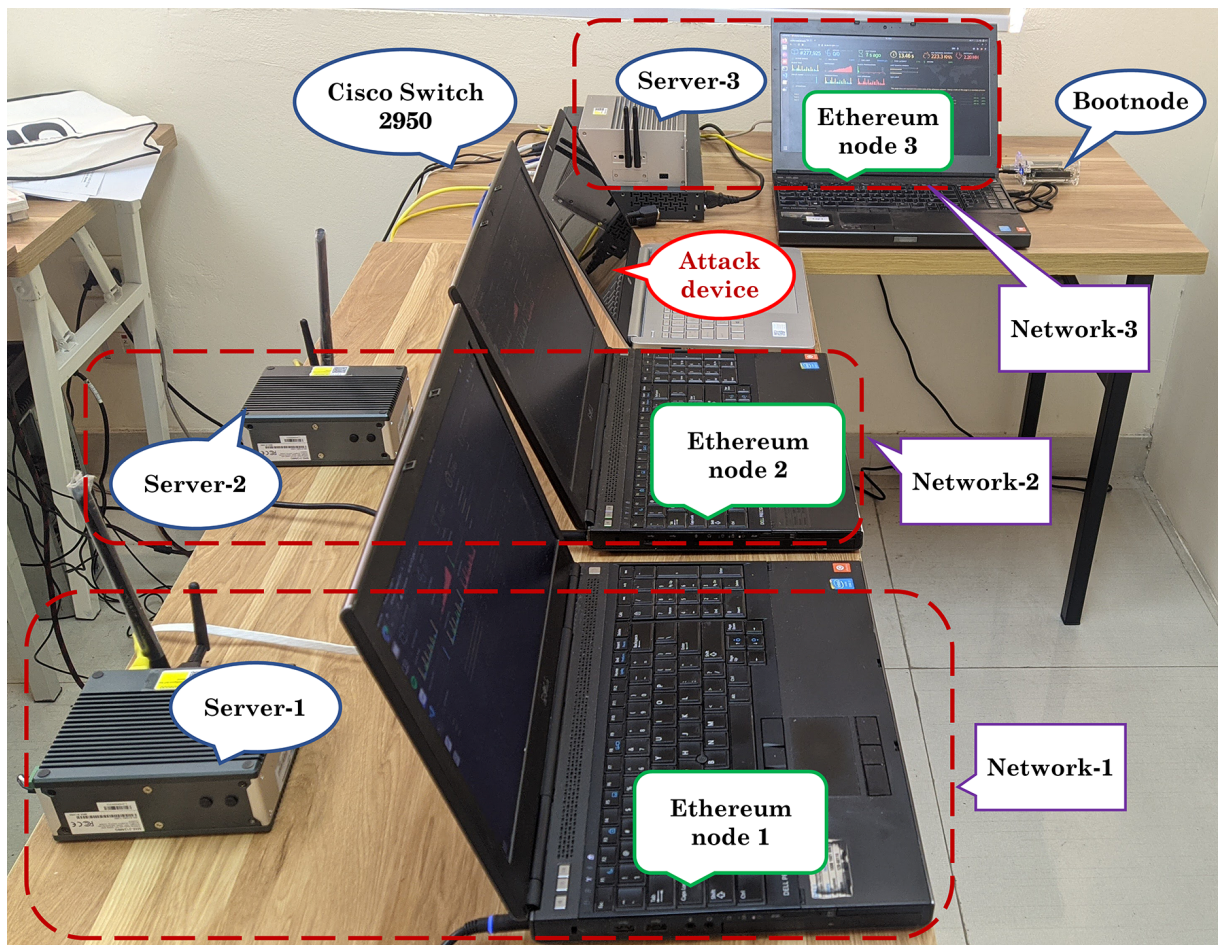 Cisco Switch
2950
Server-3
Ethereum
node 3
Bootnode
Attack
device
Network-3
Server-2
Ethereum
node 2
Network-2
Server-1
Ethereum
node 1
Network-1